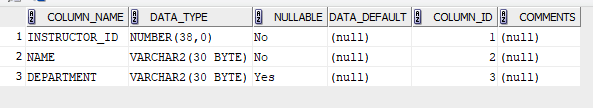 COLUMN_NAME DATA_TYPE NULLABLE DATA_DEFAULT COLUMN_ID COMMENTS
1 INSTRUCTOR_ID NUMBER(38,0) No (null) 1 (null)
2 NAME VARCHAR2(30 BYTE) No (null) 2 (null)
3 DEPARTMENT VARCHAR2(30 BYTE) Yes (null) 3 (null)